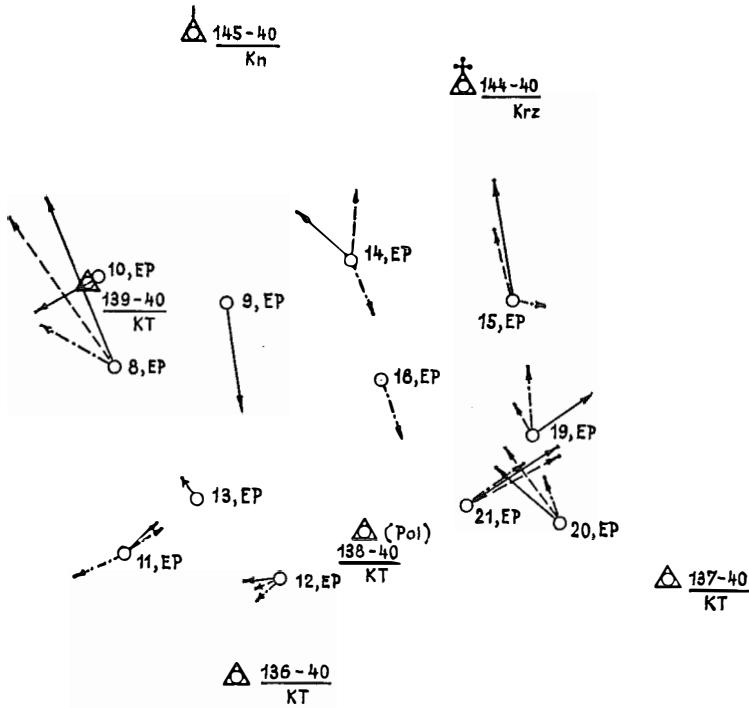 145-40
Kn
144-40
Krz
14, EP
10, EP
139-40
KT
9, EP
15, EP
8, EP
16, EP
19, EP
13, EP
21, EP
20, EP
(Pol)
138-40
KT
11, EP
12, EP
137-40
KT
136-40
KT